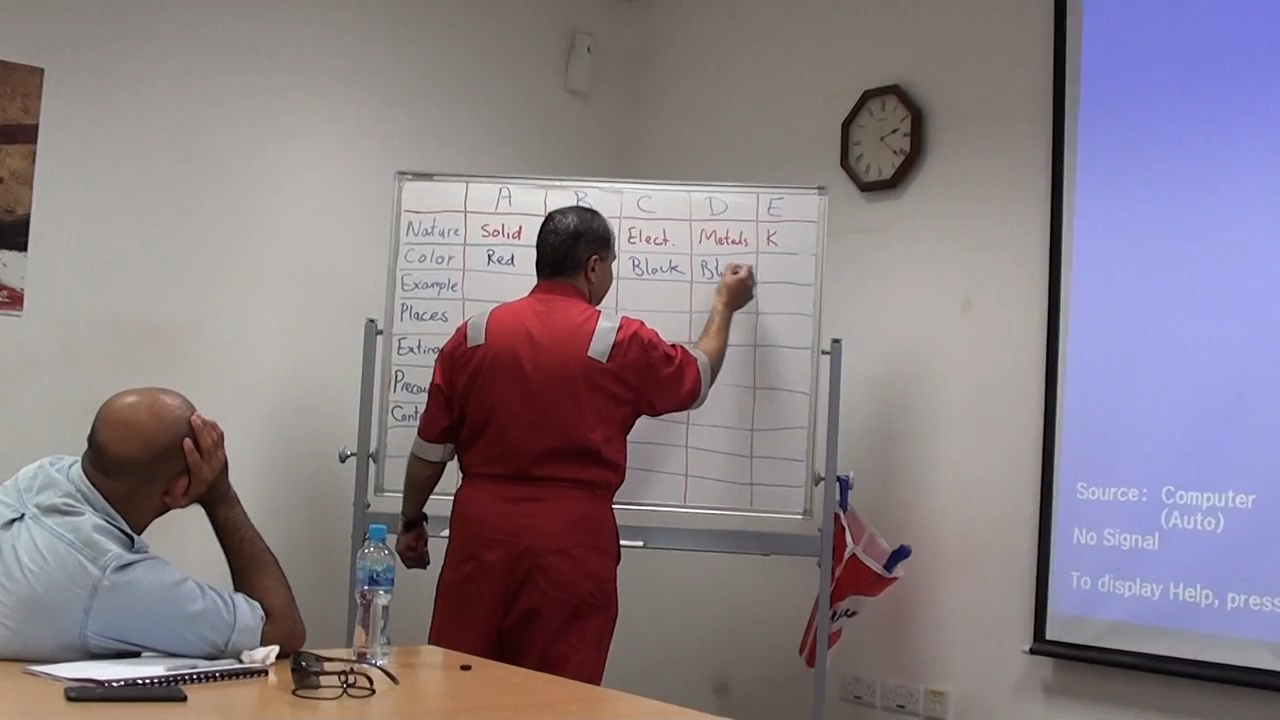 A B C D E
Nature Solid Elect. Metals K
Color Red Black
Example
Places
Source: Computer
(Auto)
No Signal
To display Help, press